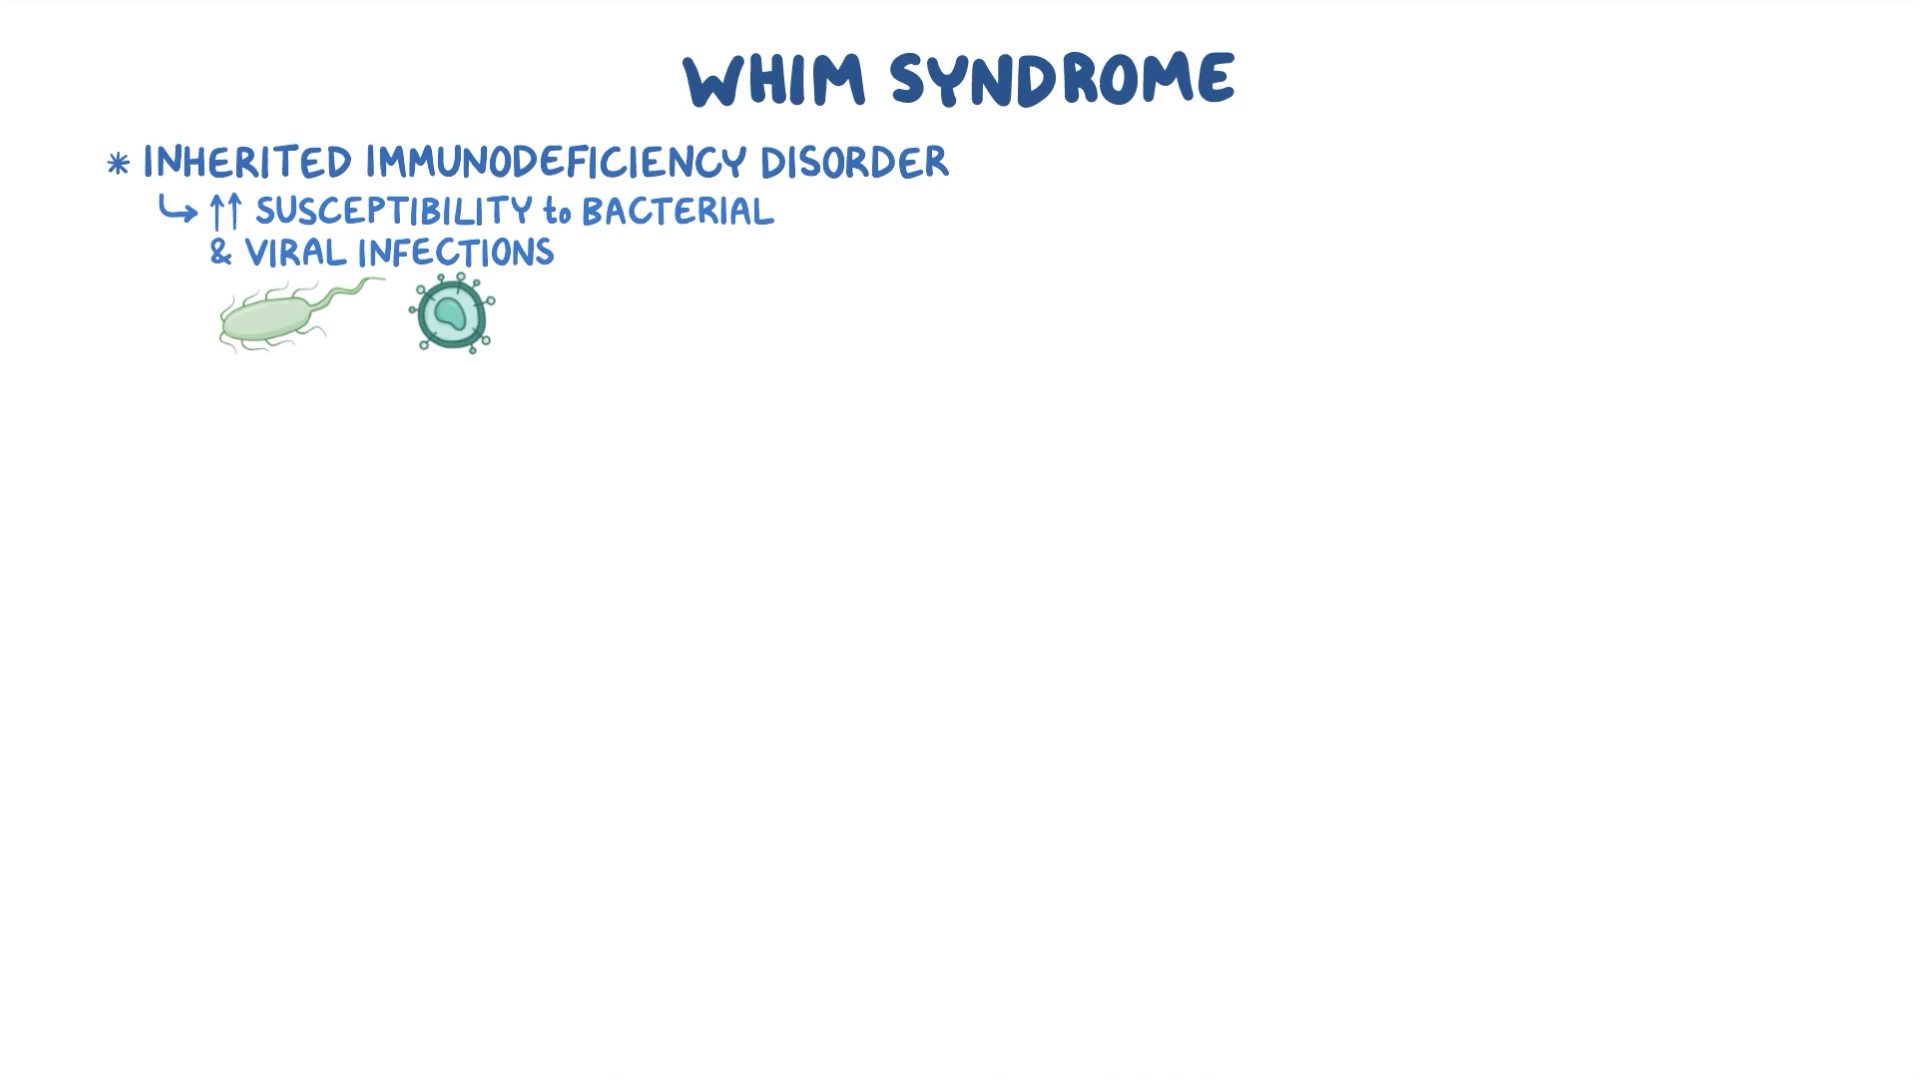 WHIM SYNDROME
* INHERITED IMMUNODEFICIENCY DISORDER
↳ ↑↑ SUSCEPTIBILITY to BACTERIAL
& VIRAL INFECTIONS